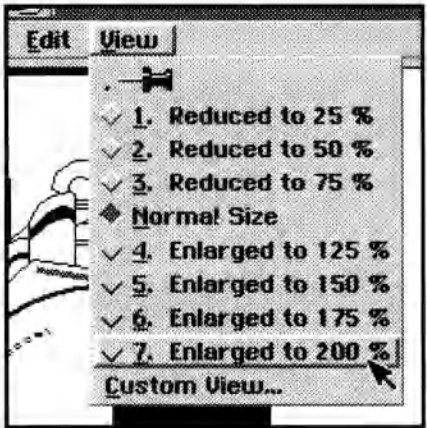 Edit View
1. Reduced to 25 %
2. Reduced to 50 %
3. Reduced to 75 %
Normal Size
4. Enlarged to 125 %
5. Enlarged to 150 %
6. Enlarged to 175 %
7. Enlarged to 200 %
Custom View...